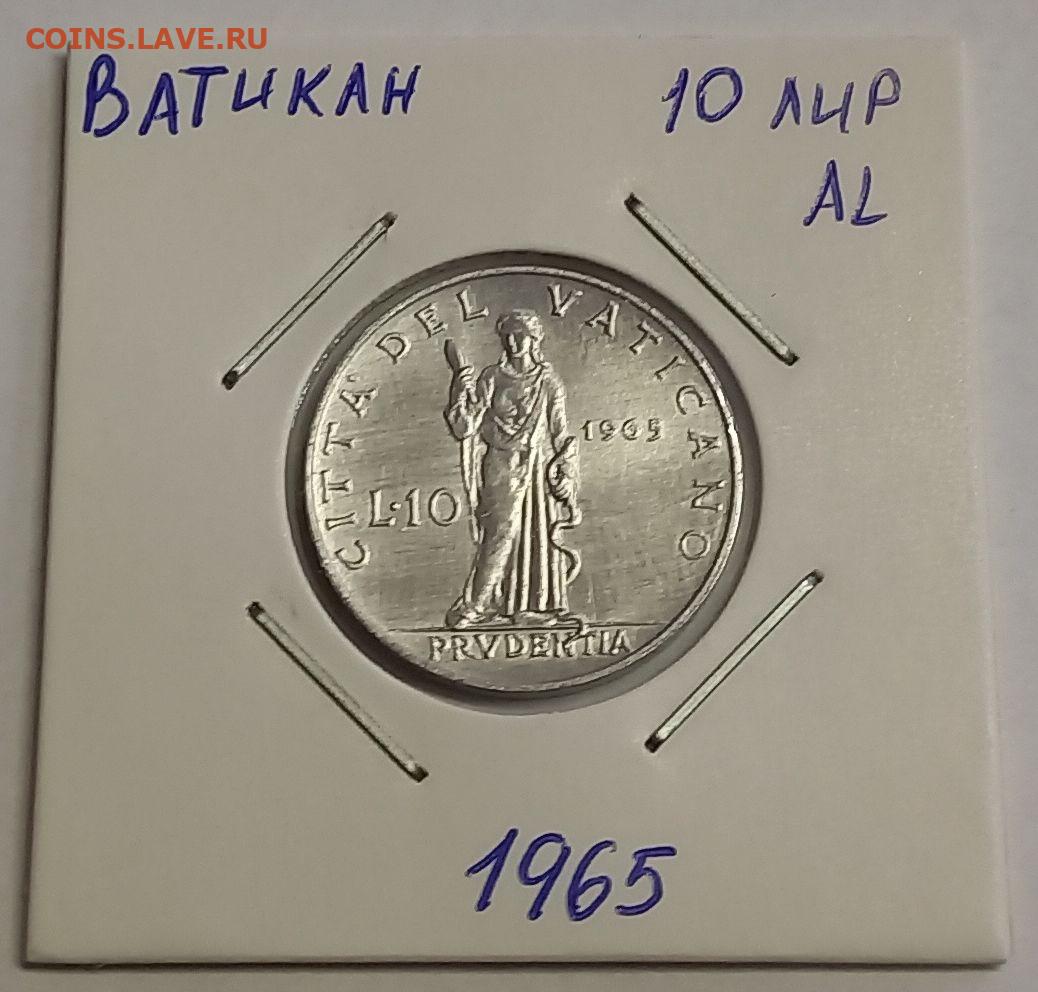 COINS.LAVE.RU
ВАТИКАН 10 ЛИР
AL
CITTA' DEL VATICANO
1965
L·10
PRVDENTIA
1965